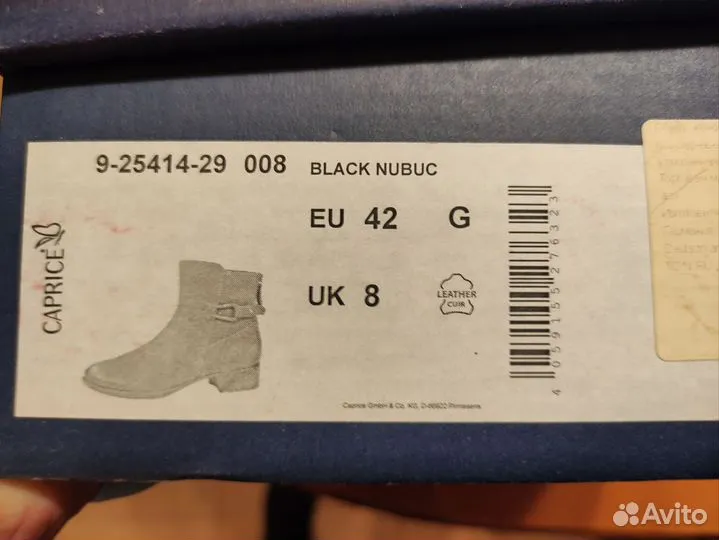 9-25414-29 008 BLACK NUBUC
CAPRICE
EU 42 G
UK 8
LEATHER
CUIR
4 059155 276323
Caprice GmbH & Co. KG, D-66922 Pirmasens
Avito